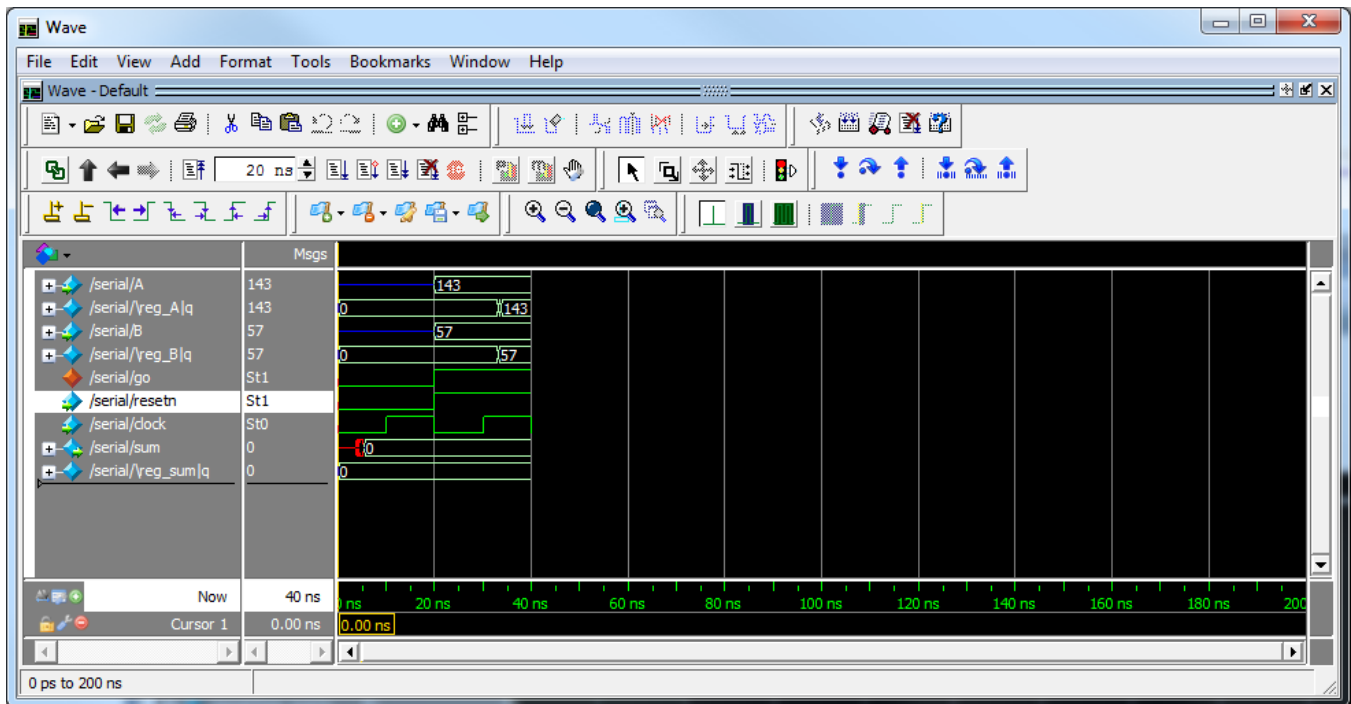 Wave
File Edit View Add Format Tools Bookmarks Window Help
Wave - Default
20 ns
Msgs
/serial/A 143 143
/serial/\reg_A|q 143 0 143
/serial/B 57 57
/serial/\reg_B|q 57 0 57
/serial/go St1
/serial/resetn St1
/serial/clock St0
/serial/sum 0 0
/serial/\reg_sum|q 0 0
Now 40 ns ns 20 ns 40 ns 60 ns 80 ns 100 ns 120 ns 140 ns 160 ns 180 ns 200
Cursor 1 0.00 ns 0.00 ns
0 ps to 200 ns